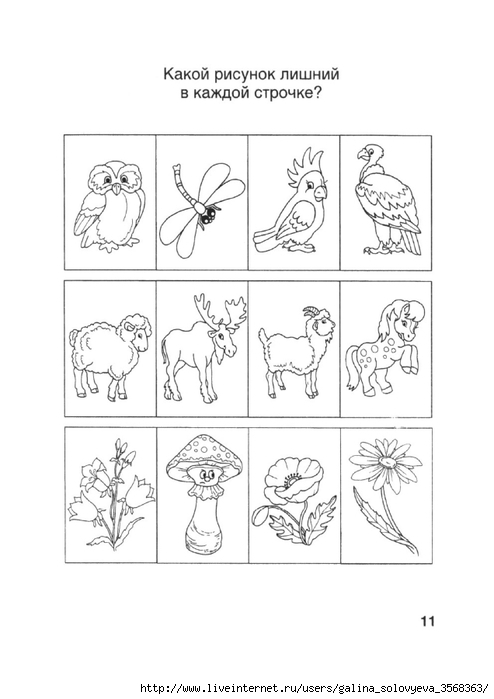 Какой рисунок лишний
в каждой строчке?
11
http://www.liveinternet.ru/users/galina_solovyeva_3568363/